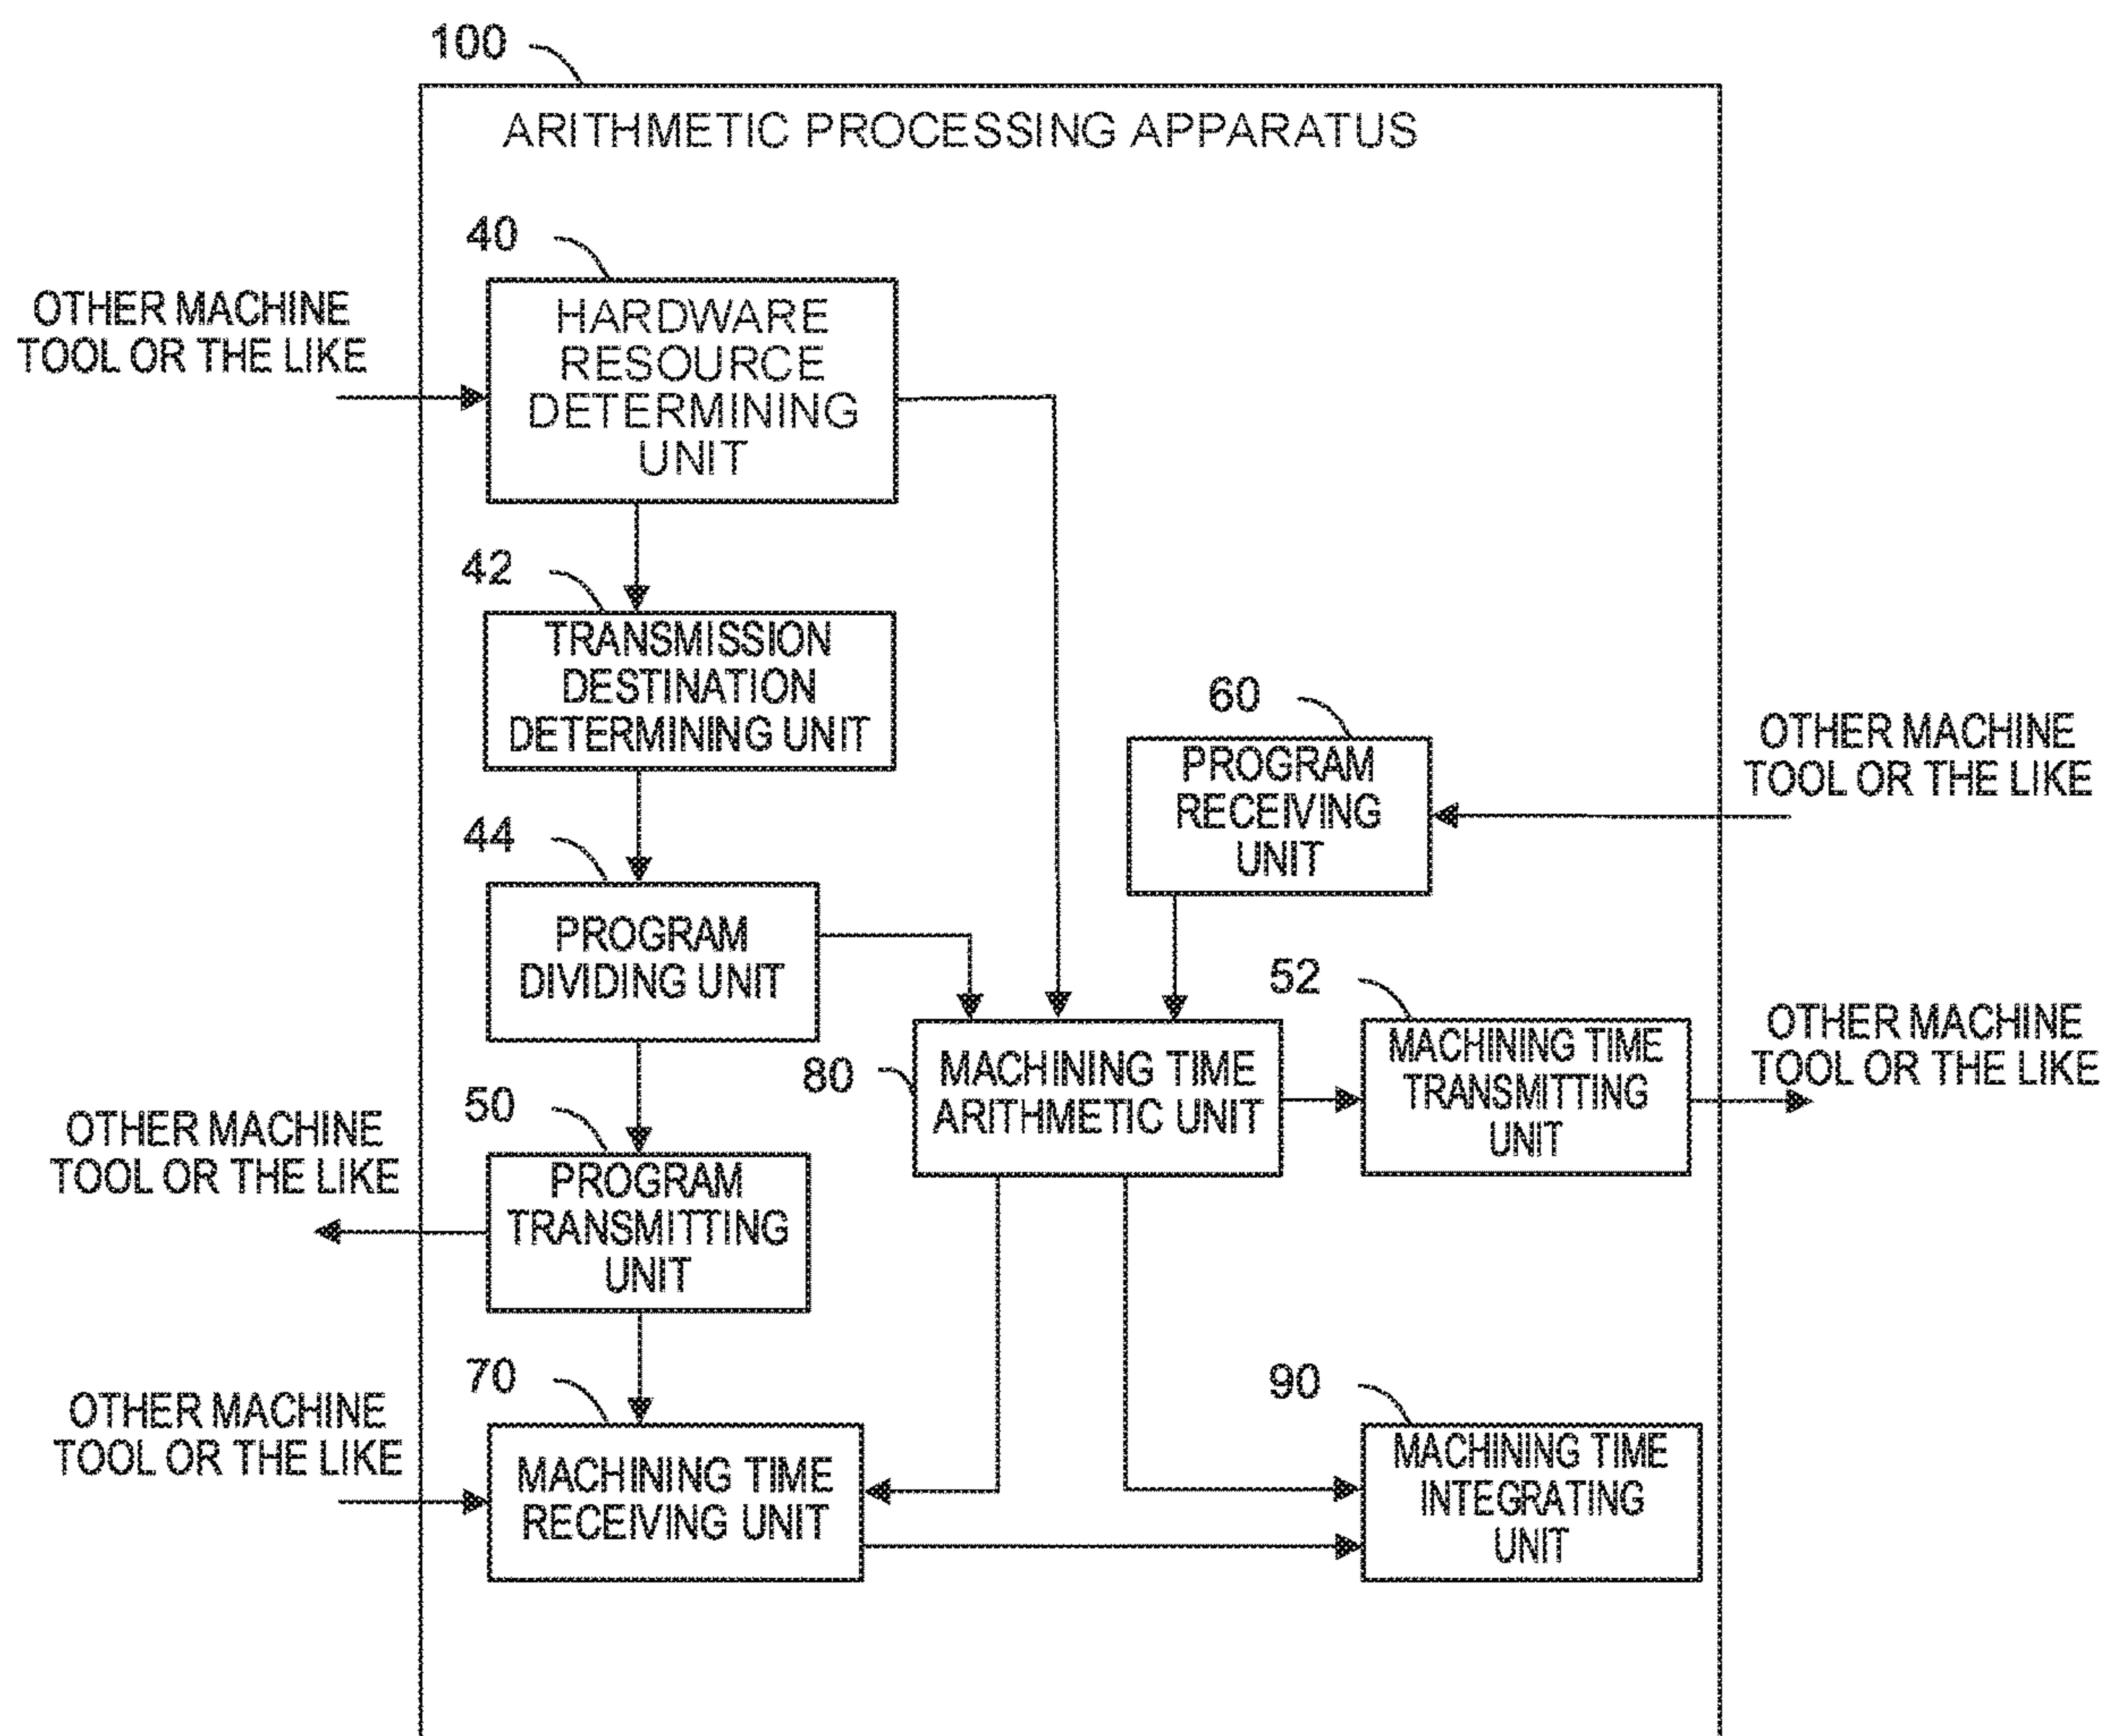 100
ARITHMETIC PROCESSING APPARATUS
40
OTHER MACHINE
TOOL OR THE LIKE
HARDWARE
RESOURCE
DETERMINING
UNIT
42
TRANSMISSION
DESTINATION
DETERMINING UNIT
60
PROGRAM
RECEIVING
UNIT
OTHER MACHINE
TOOL OR THE LIKE
44
PROGRAM
DIVIDING UNIT
80
MACHINING TIME
ARITHMETIC UNIT
52
MACHINING TIME
TRANSMITTING
UNIT
OTHER MACHINE
TOOL OR THE LIKE
50
OTHER MACHINE
TOOL OR THE LIKE
PROGRAM
TRANSMITTING
UNIT
70
OTHER MACHINE
TOOL OR THE LIKE
MACHINING TIME
RECEIVING UNIT
90
MACHINING TIME
INTEGRATING
UNIT